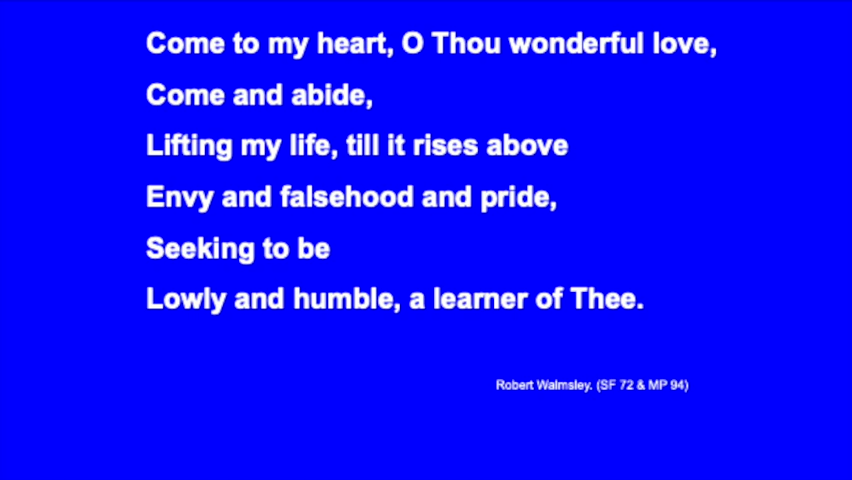 Come to my heart, O Thou wonderful love,
Come and abide,
Lifting my life, till it rises above
Envy and falsehood and pride,
Seeking to be
Lowly and humble, a learner of Thee.
Robert Walmsley. (SF 72 & MP 94)